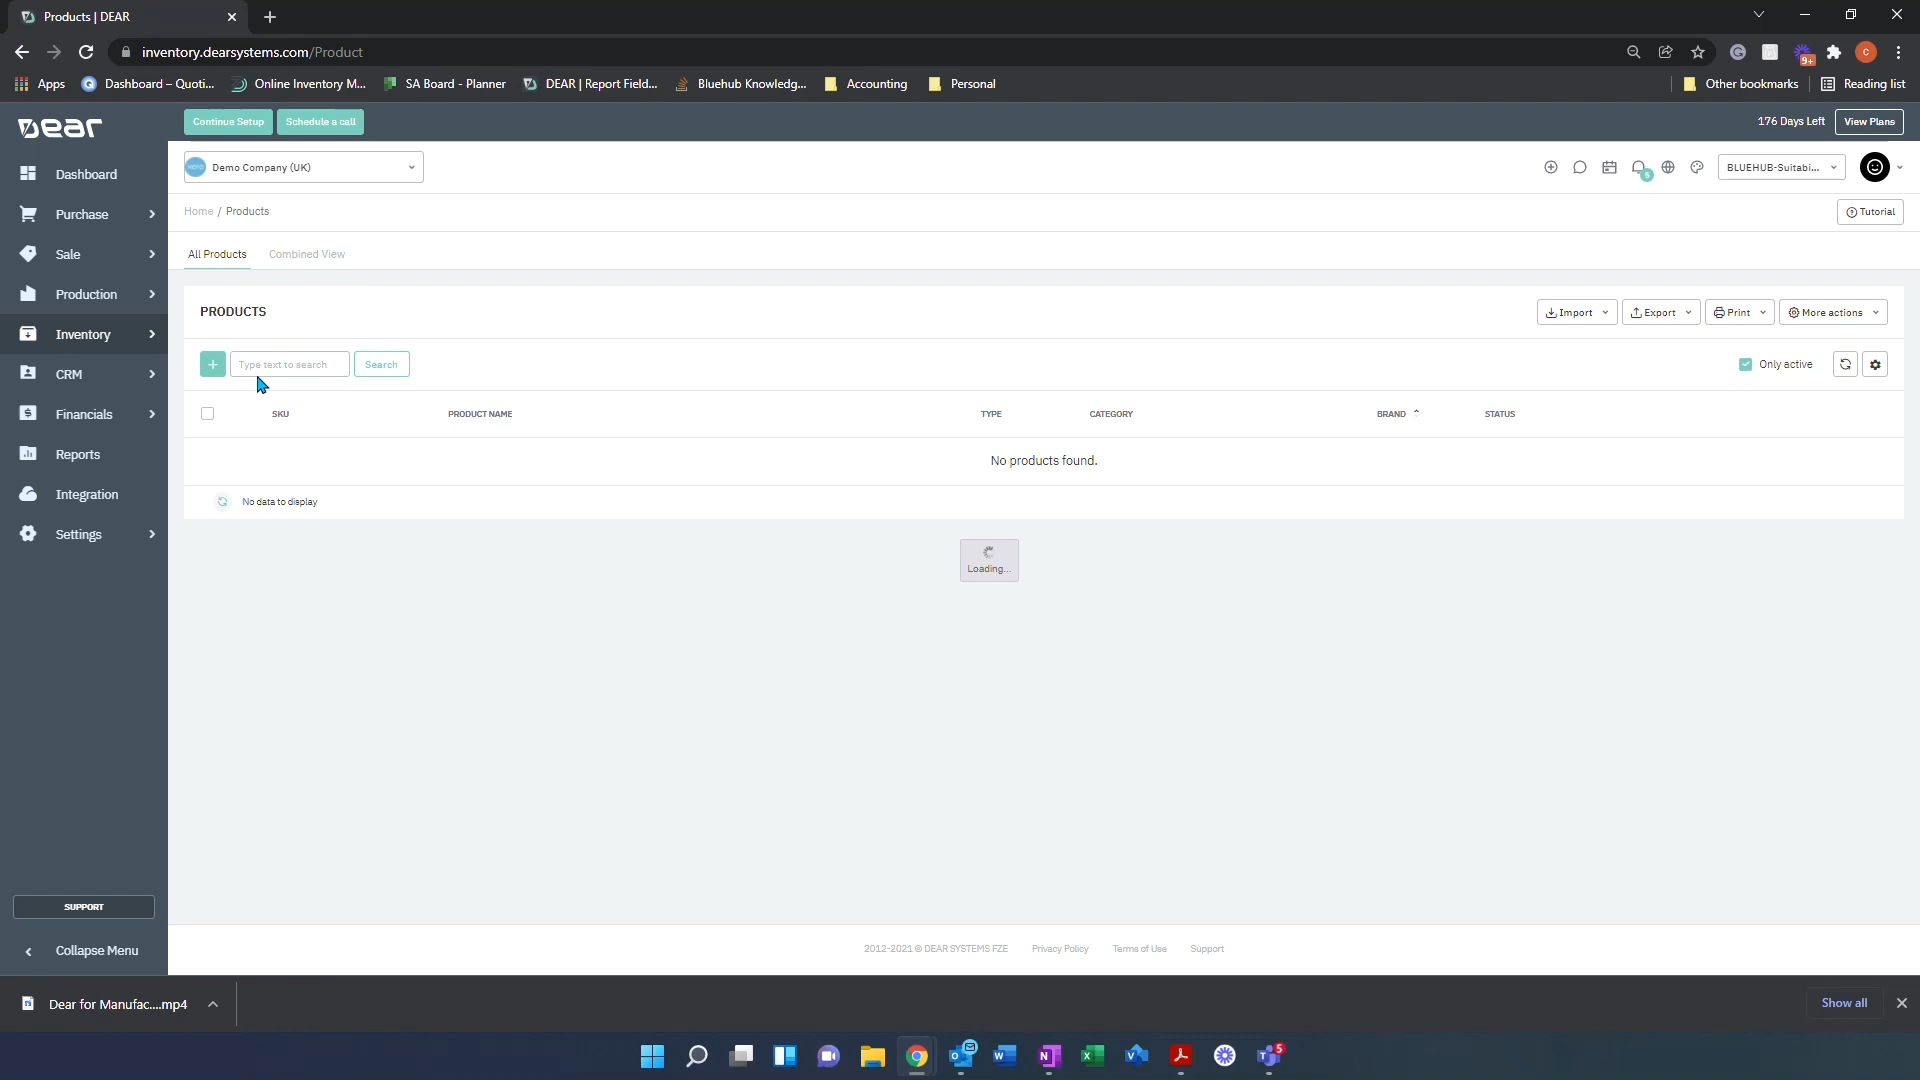 Products | DEAR
inventory.dearsystems.com/Product
9+
C
Apps
Dashboard – Quoti...
Online Inventory M...
SA Board - Planner
DEAR | Report Field...
Bluehub Knowledg...
Accounting
Personal
Other bookmarks
Reading list
Dear
Continue Setup
Schedule a call
176 Days Left
View Plans
Dashboard
Purchase
Sale
Production
Inventory
CRM
Financials
Reports
Integration
Settings
SUPPORT
Collapse Menu
xero
Demo Company (UK)
5
BLUEHUB-Suitabi...
Home / Products
Tutorial
All Products
Combined View
PRODUCTS
Import
Export
Print
More actions
Type text to search
Search
Only active
SKU
PRODUCT NAME
TYPE
CATEGORY
BRAND
STATUS
No products found.
No data to display
Loading...
2012-2021 © DEAR SYSTEMS FZE
Privacy Policy
Terms of Use
Support
Dear for Manufac....mp4
Show all
5